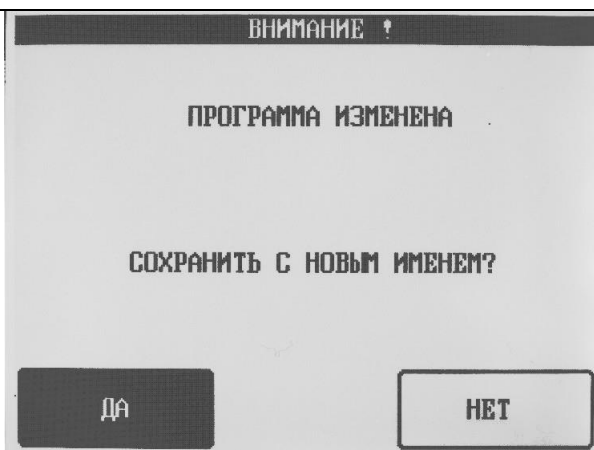 ВНИМАНИЕ !
ПРОГРАММА ИЗМЕНЕНА
СОХРАНИТЬ С НОВЫМ ИМЕНЕМ?
ДА
НЕТ